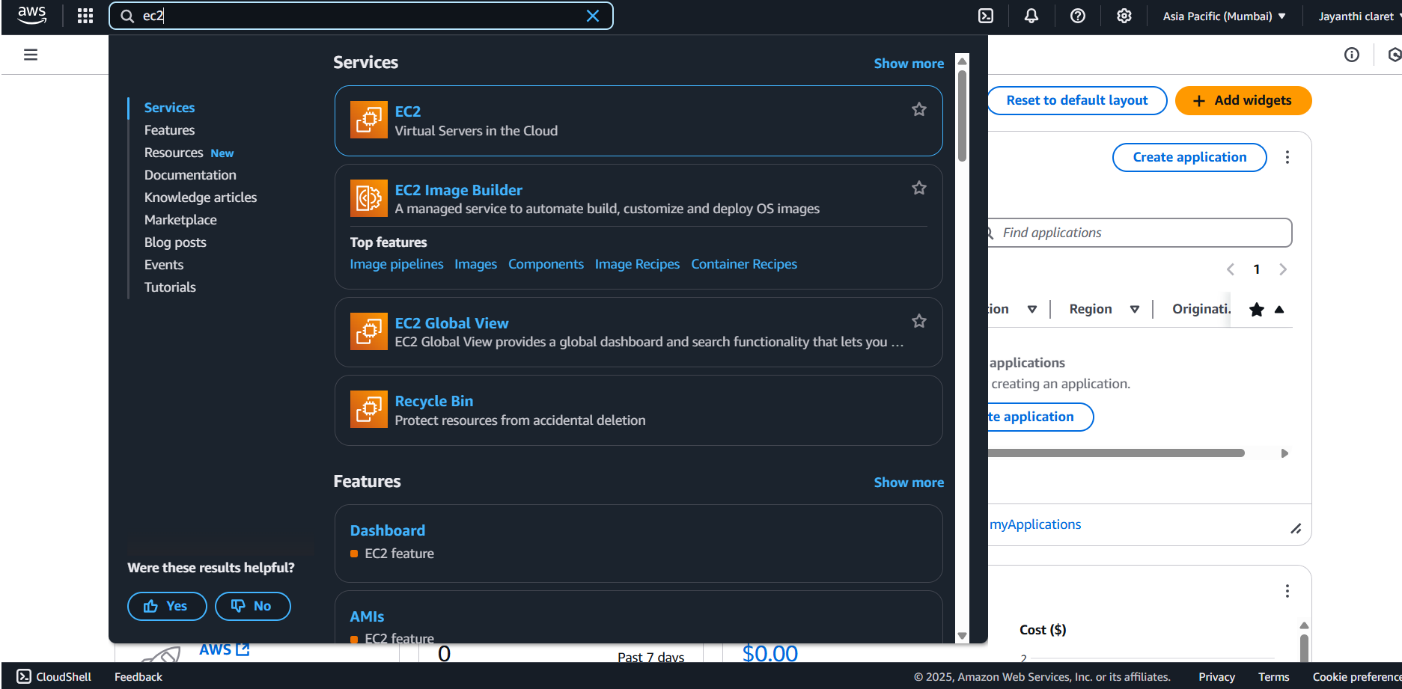 aws
ec2
Asia Pacific (Mumbai)
Jayanthi claret
Services
Features
Resources New
Documentation
Knowledge articles
Marketplace
Blog posts
Events
Tutorials
Were these results helpful?
Yes
No
Services
Show more
EC2
Virtual Servers in the Cloud
EC2 Image Builder
A managed service to automate build, customize and deploy OS images
Top features
Image pipelines Images Components Image Recipes Container Recipes
EC2 Global View
EC2 Global View provides a global dashboard and search functionality that lets you ...
Recycle Bin
Protect resources from accidental deletion
Features
Show more
Dashboard
EC2 feature
AMIs
EC2 feature
Reset to default layout
+ Add widgets
Create application
Find applications
1
tion Region Originati.
applications
creating an application.
te application
myApplications
Cost ($)
2
AWS
0
Past 7 days
$0.00
CloudShell Feedback
© 2025, Amazon Web Services, Inc. or its affiliates. Privacy Terms Cookie preference